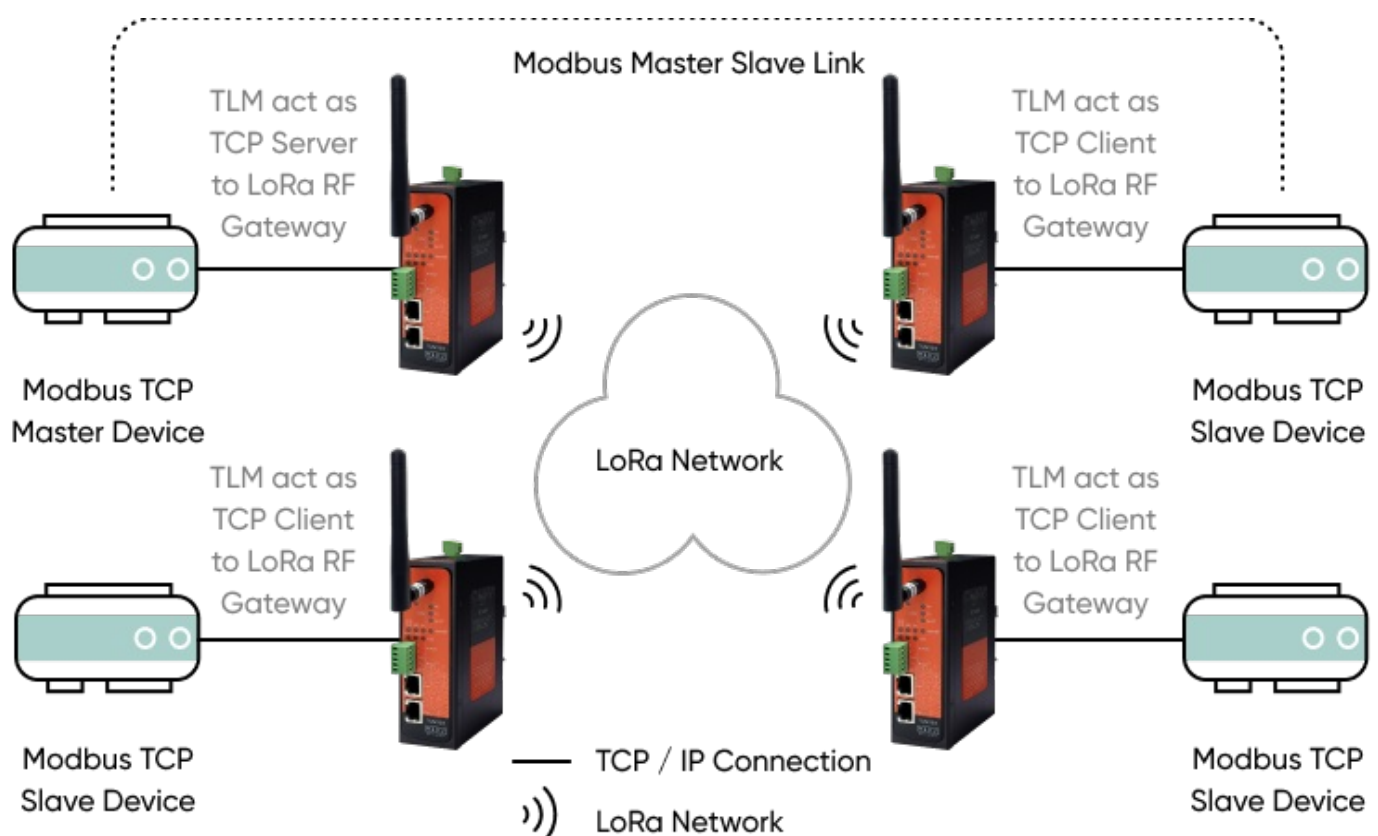 Modbus Master Slave Link
TLM act as
TCP Server
to LoRa RF
Gateway
TLM act as
TCP Client
to LoRa RF
Gateway
Modbus TCP
Master Device
Modbus TCP
Slave Device
LoRa Network
TLM act as
TCP Client
to LoRa RF
Gateway
TLM act as
TCP Client
to LoRa RF
Gateway
Modbus TCP
Slave Device
Modbus TCP
Slave Device
TCP / IP Connection
LoRa Network